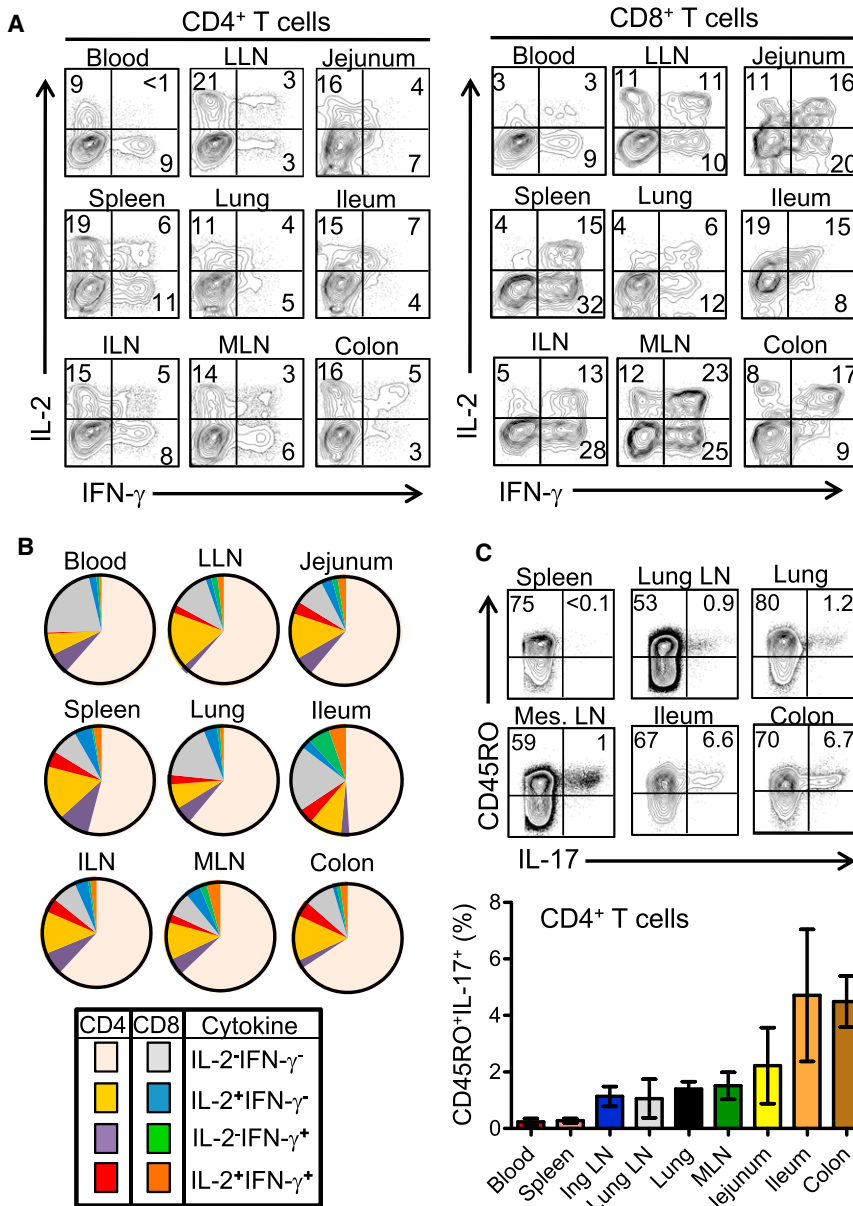 A
CD4+ T cells
Blood LLN Jejunum
9 <1 21 3 16 4
9 3 7
Spleen Lung Ileum
19 6 11 4 15 7
11 5 4
ILN MLN Colon
15 5 14 3 16 5
8 6 3
IL-2
IFN-γ
CD8+ T cells
Blood LLN Jejunum
3 3 11 11 11 16
9 10 20
Spleen Lung Ileum
4 15 4 6 19 15
32 12 8
ILN MLN Colon
5 13 12 23 8 17
28 25 9
IL-2
IFN-γ
B
Blood LLN Jejunum
Spleen Lung Ileum
ILN MLN Colon
CD4 CD8 Cytokine
IL-2-IFN-γ-
IL-2+IFN-γ-
IL-2-IFN-γ+
IL-2+IFN-γ+
C
Spleen Lung LN Lung
75 <0.1 53 0.9 80 1.2
Mes. LN Ileum Colon
59 1 67 6.6 70 6.7
CD45RO
IL-17
CD4+ T cells
CD45RO+IL-17+ (%)
8
6
4
2
0
Blood Spleen Ing LN Lung LN Lung MLN Jejunum Ileum Colon